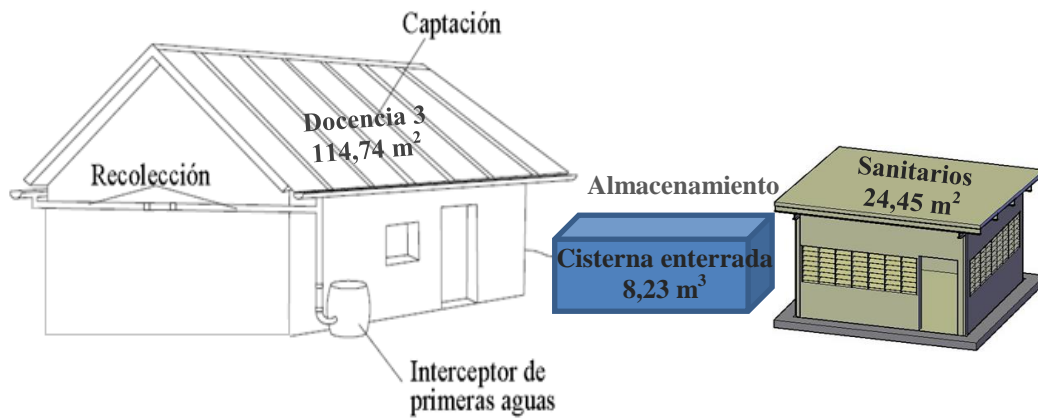 Captación
Docencia 3
114,74 m²
Recolección
Almacenamiento
Sanitarios
24,45 m²
Cisterna enterrada
8,23 m³
Interceptor de
primeras aguas